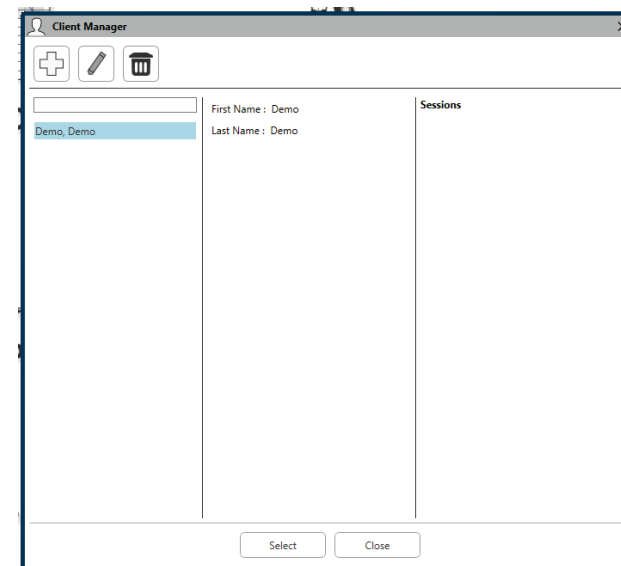 Client Manager
Demo, Demo
First Name : Demo
Last Name : Demo
Sessions
Select
Close